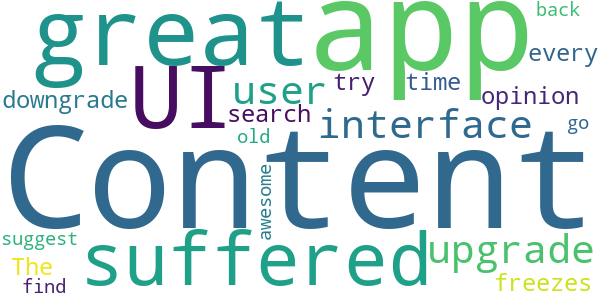 great app back
every
UI user try time
downgrade opinion
search interface go
old
Content
awesome
suggest suffered upgrade
The
find freezes